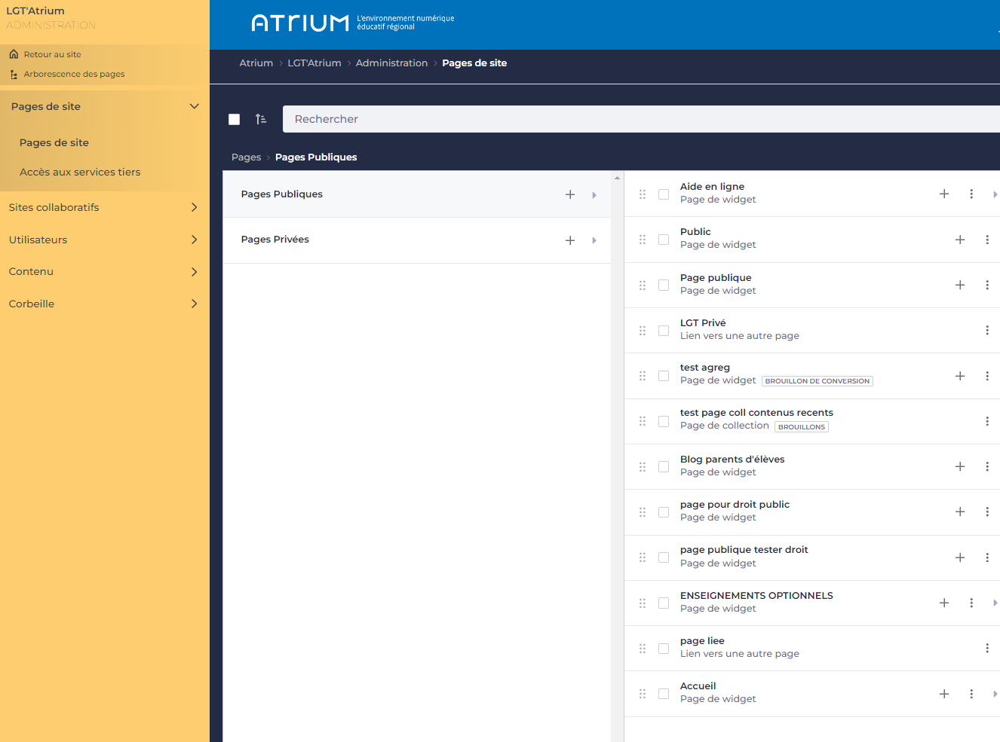 LGT'Atrium
ADMINISTRATION
Retour au site
Arborescence des pages
Pages de site
Pages de site
Accès aux services tiers
Sites collaboratifs
Utilisateurs
Contenu
Corbeille
ATRIUM
L'environnement numérique
éducatif régional
Atrium > LGT'Atrium > Administration > Pages de site
Rechercher
Pages > Pages Publiques
Pages Publiques
Pages Privées
Aide en ligne
Page de widget
Public
Page de widget
Page publique
Page de widget
LGT Privé
Lien vers une autre page
test agreg
Page de widget BROUILLON DE CONVERSION
test page coll contenus recents
Page de collection BROUILLONS
Blog parents d'élèves
Page de widget
page pour droit public
Page de widget
page publique tester droit
Page de widget
ENSEIGNEMENTS OPTIONNELS
Page de widget
page liee
Lien vers une autre page
Accueil
Page de widget